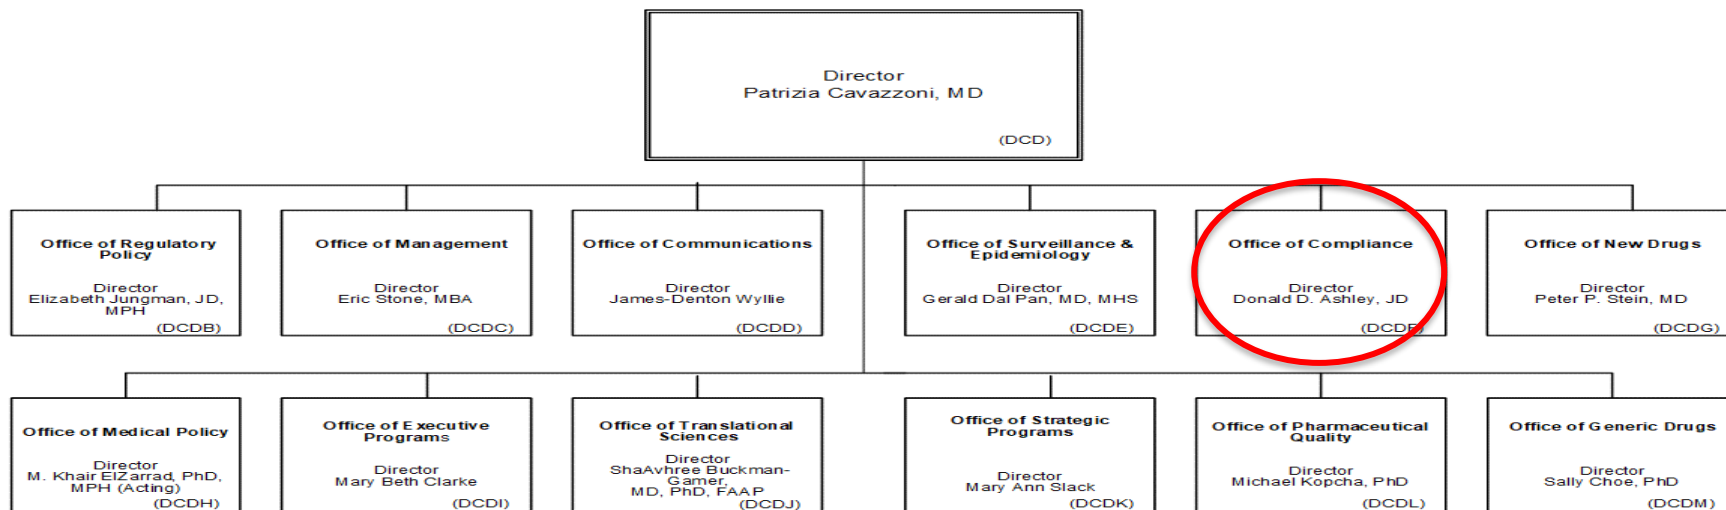 Director
Patrizia Cavazzoni, MD
(DCD)
Office of Regulatory
Policy
Director
Elizabeth Jungman, JD,
MPH
(DCDB)
Office of Management
Director
Eric Stone, MBA
(DCDC)
Office of Communications
Director
James-Denton Wyllie
(DCDD)
Office of Surveillance &
Epidemiology
Director
Gerald Dal Pan, MD, MHS
(DCDE)
Office of Compliance
Director
Donald D. Ashley, JD
(DCDF)
Office of New Drugs
Director
Peter P. Stein, MD
(DCDG)
Office of Medical Policy
Director
M. Khair ElZarrad, PhD,
MPH (Acting)
(DCDH)
Office of Executive
Programs
Director
Mary Beth Clarke
(DCDI)
Office of Translational
Sciences
Director
ShaAvhree Buckman-
Garner,
MD, PhD, FAAP
(DCDJ)
Office of Strategic
Programs
Director
Mary Ann Slack
(DCDK)
Office of Pharmaceutical
Quality
Director
Michael Kopcha, PhD
(DCDL)
Office of Generic Drugs
Director
Sally Choe, PhD
(DCDM)